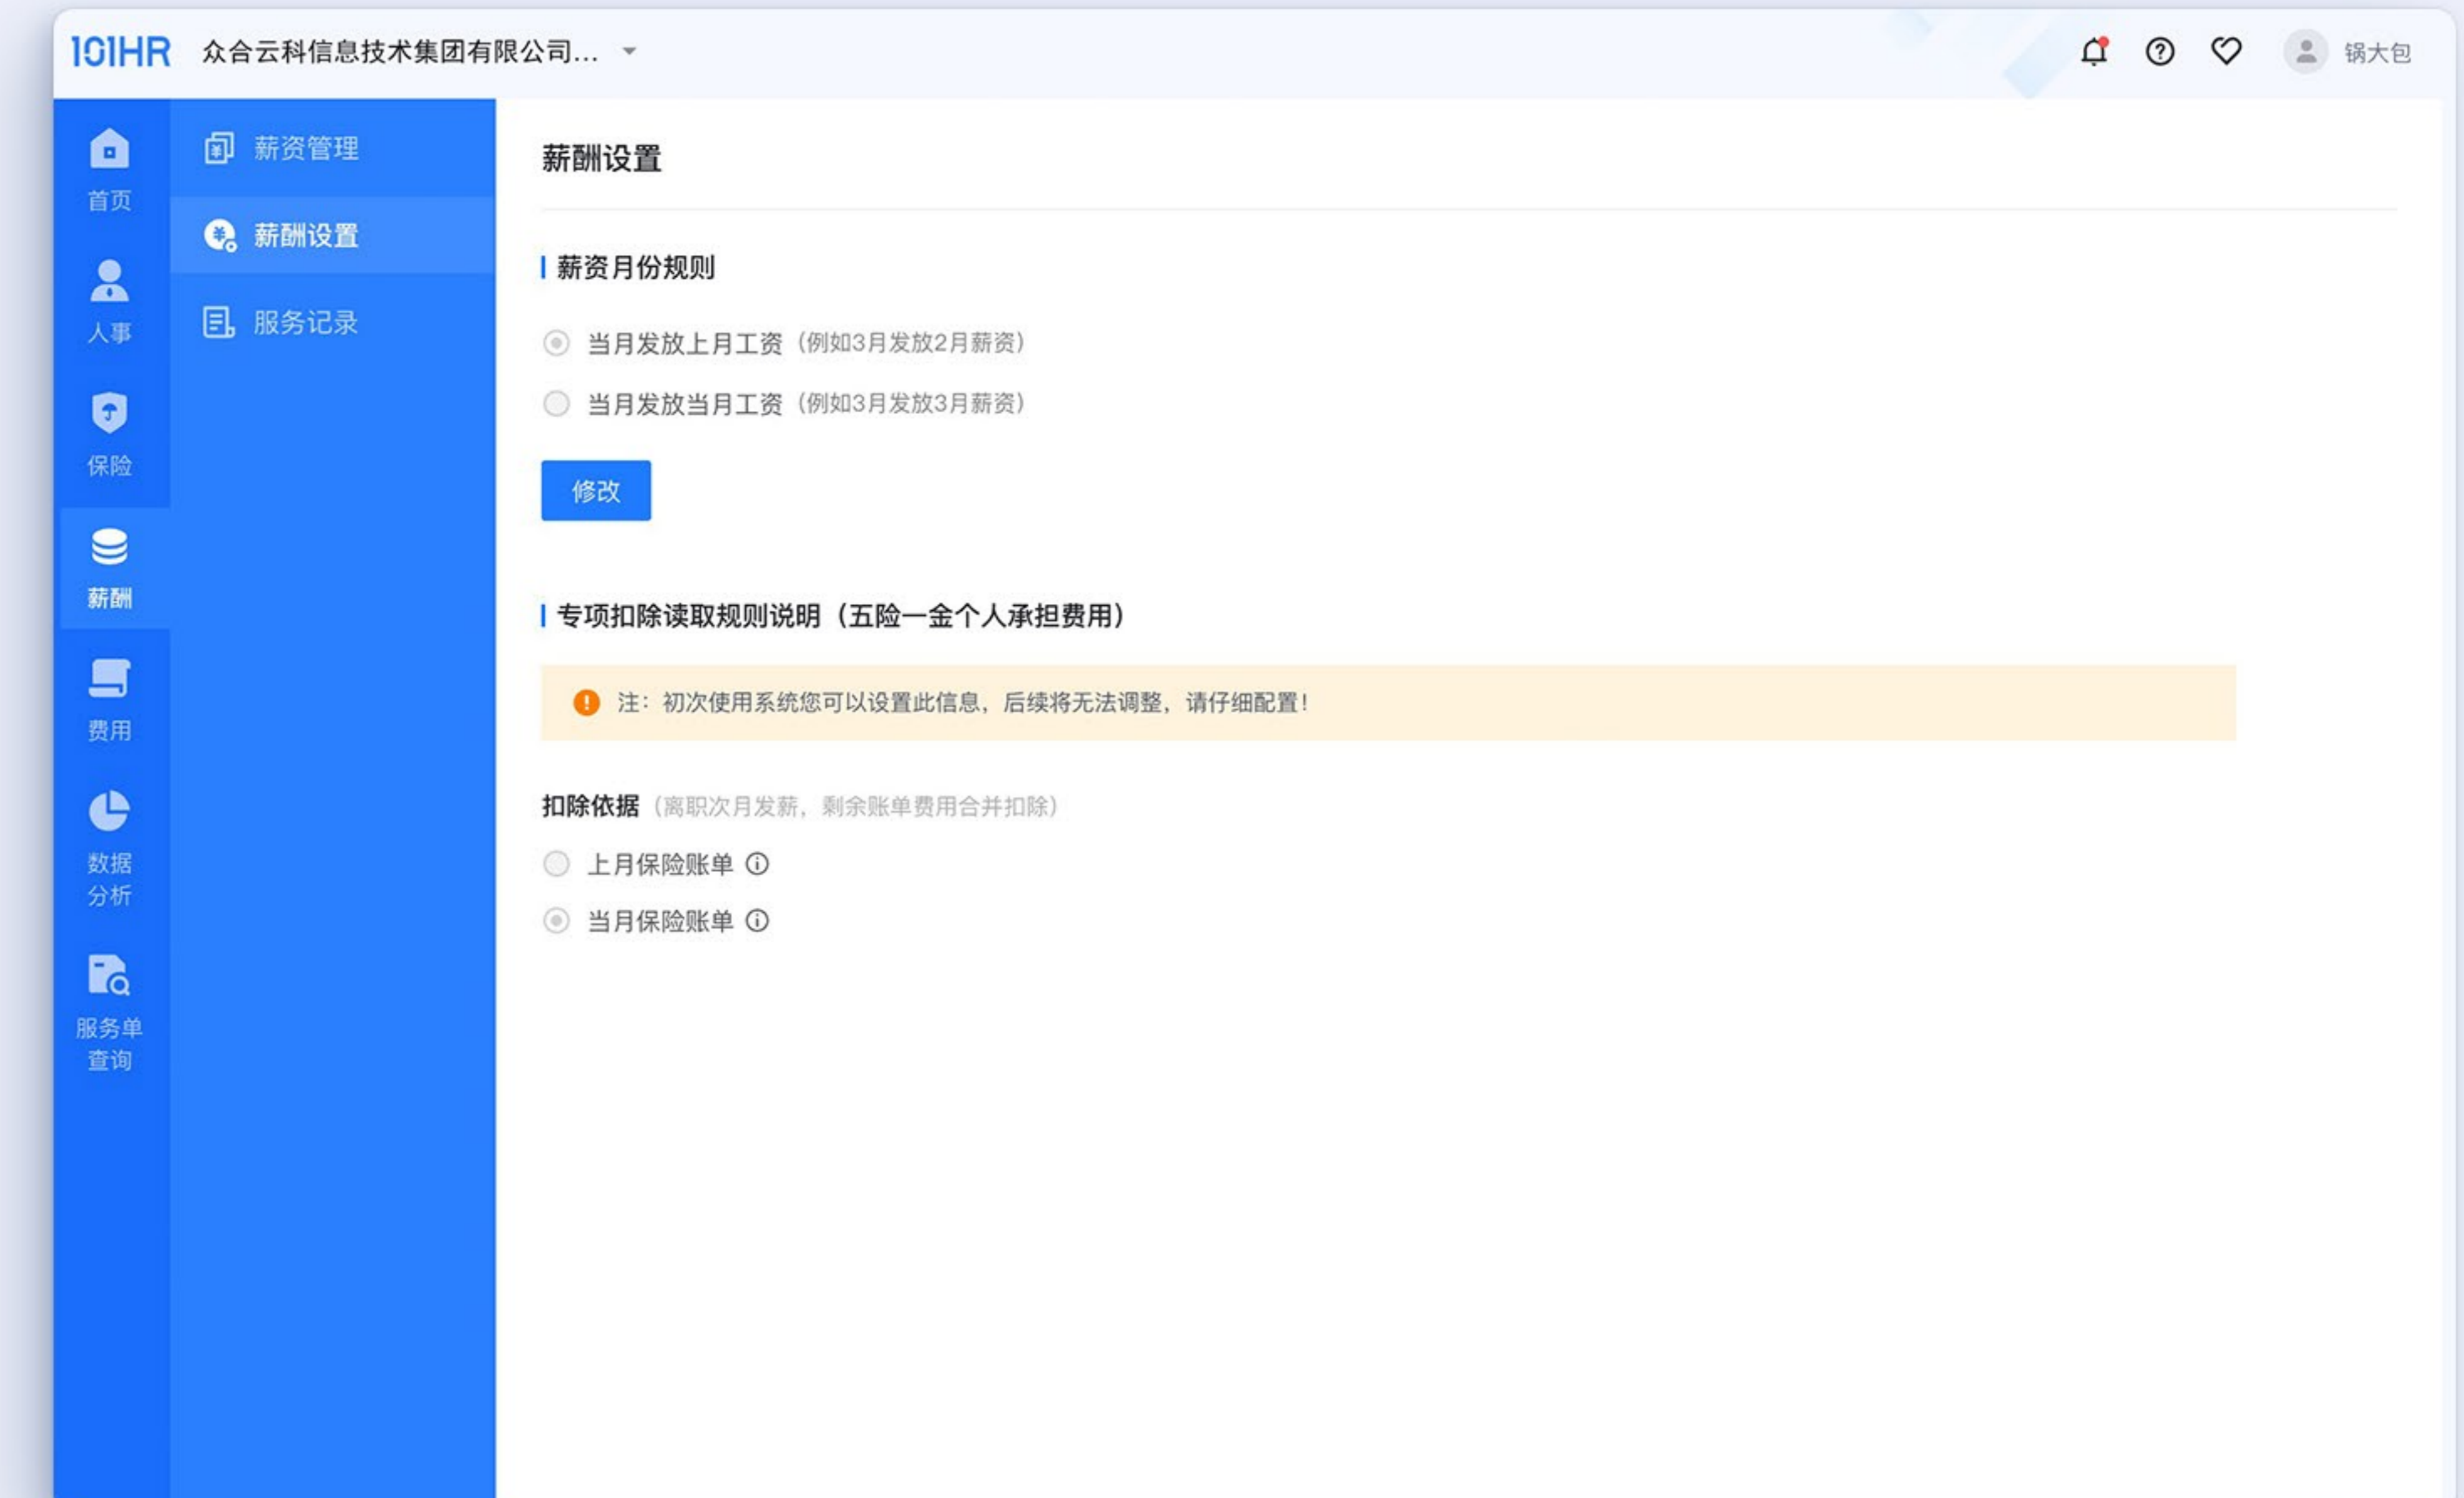 101HR 众合云科信息技术集团有限公司... 锅大包
首页
人事
保险
薪酬
费用
数据
分析
服务单
查询
薪资管理
薪酬设置
服务记录
薪酬设置
薪资月份规则
当月发放上月工资（例如3月发放2月薪资）
当月发放当月工资（例如3月发放3月薪资）
修改
专项扣除读取规则说明（五险一金个人承担费用）
注：初次使用系统您可以设置此信息，后续将无法调整，请仔细配置！
扣除依据（离职次月发薪，剩余账单费用合并扣除）
上月保险账单
当月保险账单